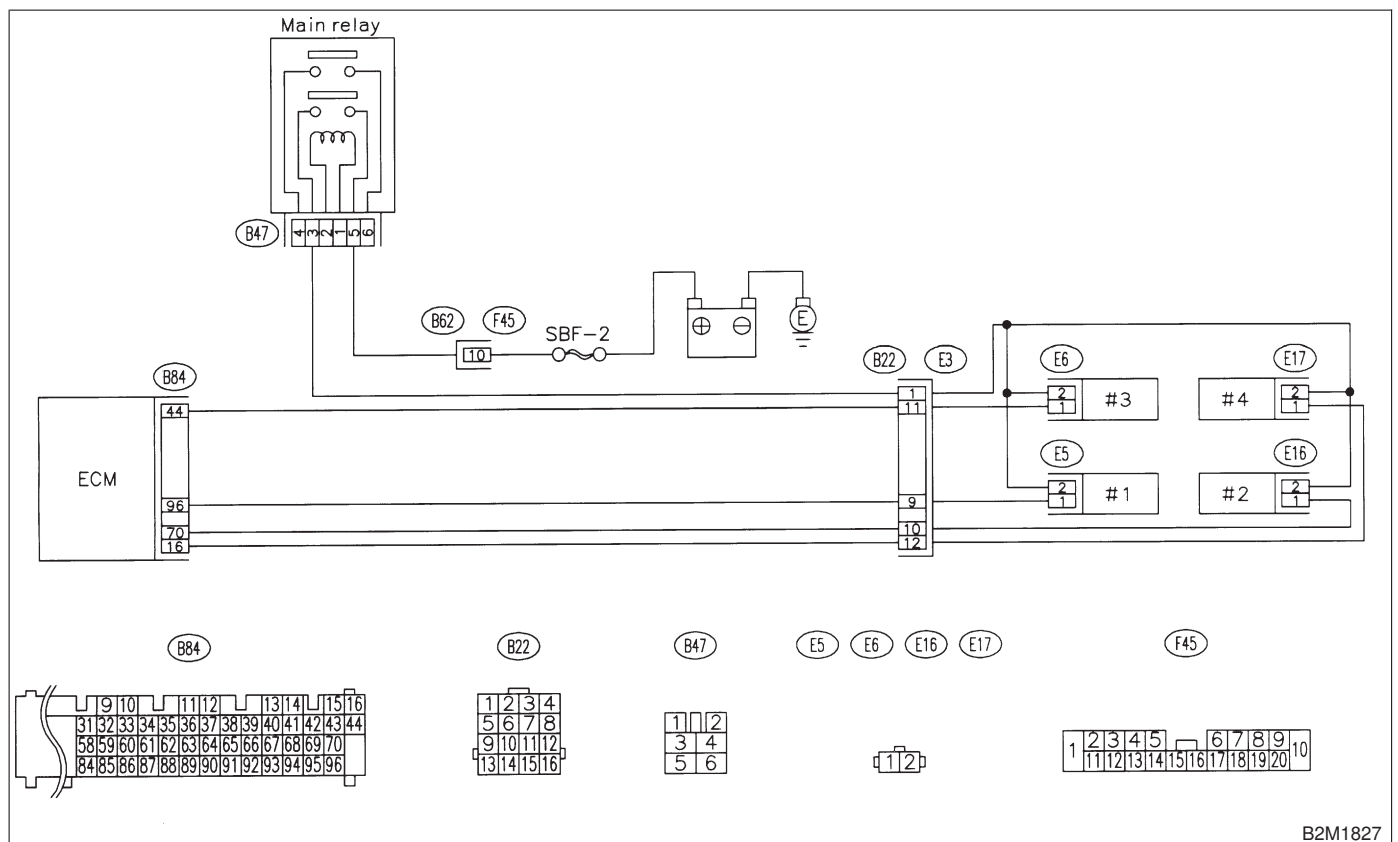 Main relay
B47
4 3 2 1 5 6
B62 F45
SBF-2
10
⊕ ⊖
E
B84
B22 E3
E6 E17
44
1
11
2
1
#3
#4
2
1
ECM
E5 E16
96
9
2
1
#1
#2
2
1
70
16
10
12
B84 B22 B47 E5 E6 E16 E17 F45
9 10 11 12 13 14 15 16
31 32 33 34 35 36 37 38 39 40 41 42 43 44
58 59 60 61 62 63 64 65 66 67 68 69 70
84 85 86 87 88 89 90 91 92 93 94 95 96
1 2 3 4
5 6 7 8
9 10 11 12
13 14 15 16
1 2
3 4
5 6
1 2
1 2 3 4 5 6 7 8 9 10
11 12 13 14 15 16 17 18 19 20
B2M1827